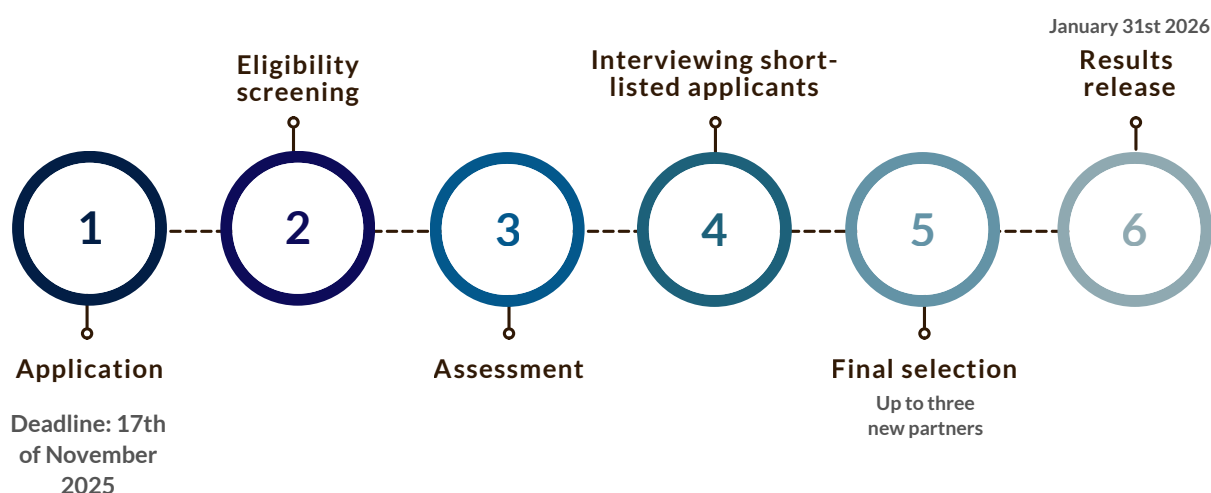 1
Application
Deadline: 17th
of November
2025
Eligibility
screening
2
3
Assessment
Interviewing short-
listed applicants
4
5
Final selection
Up to three
new partners
January 31st 2026
Results
release
6